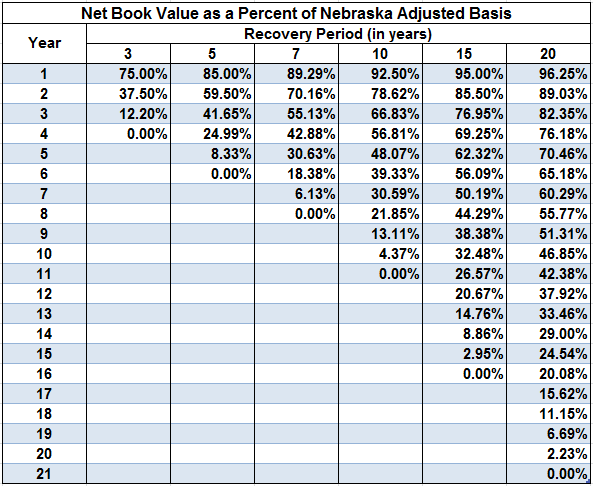 Net Book Value as a Percent of Nebraska Adjusted Basis
Year
Recovery Period (in years)
3 5 7 10 15 20
1 75.00% 85.00% 89.29% 92.50% 95.00% 96.25%
2 37.50% 59.50% 70.16% 78.62% 85.50% 89.03%
3 12.20% 41.65% 55.13% 66.83% 76.95% 82.35%
4 0.00% 24.99% 42.88% 56.81% 69.25% 76.18%
5 8.33% 30.63% 48.07% 62.32% 70.46%
6 0.00% 18.38% 39.33% 56.09% 65.18%
7 6.13% 30.59% 50.19% 60.29%
8 0.00% 21.85% 44.29% 55.77%
9 13.11% 38.38% 51.31%
10 4.37% 32.48% 46.85%
11 0.00% 26.57% 42.38%
12 20.67% 37.92%
13 14.76% 33.46%
14 8.86% 29.00%
15 2.95% 24.54%
16 0.00% 20.08%
17 15.62%
18 11.15%
19 6.69%
20 2.23%
21 0.00%